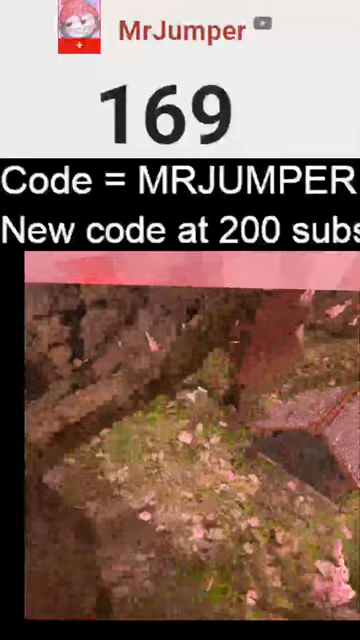 MrJumper
169
Code = MRJUMPER
New code at 200 subs